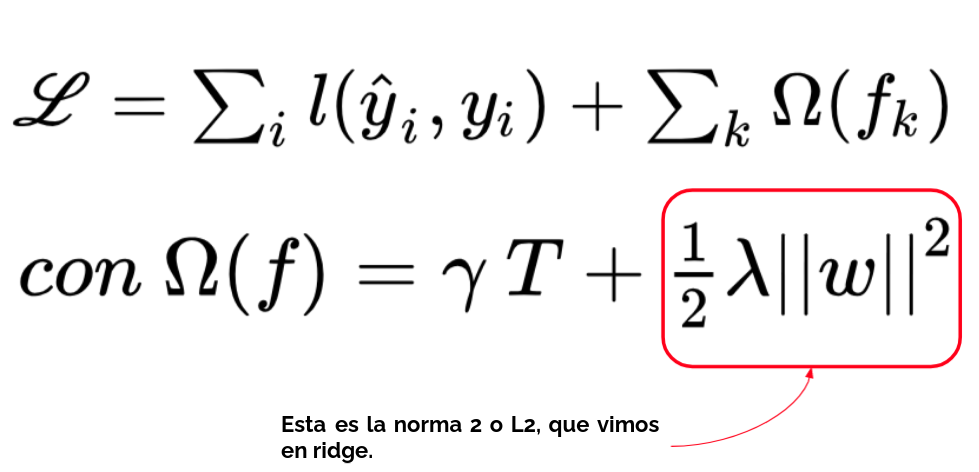 ℒ = ∑ᵢ l(ŷᵢ, yᵢ) + ∑ₖ Ω(fₖ)
con Ω(f) = γ T + ½ λ||w||²
Esta es la norma 2 o L2, que vimos
en ridge.